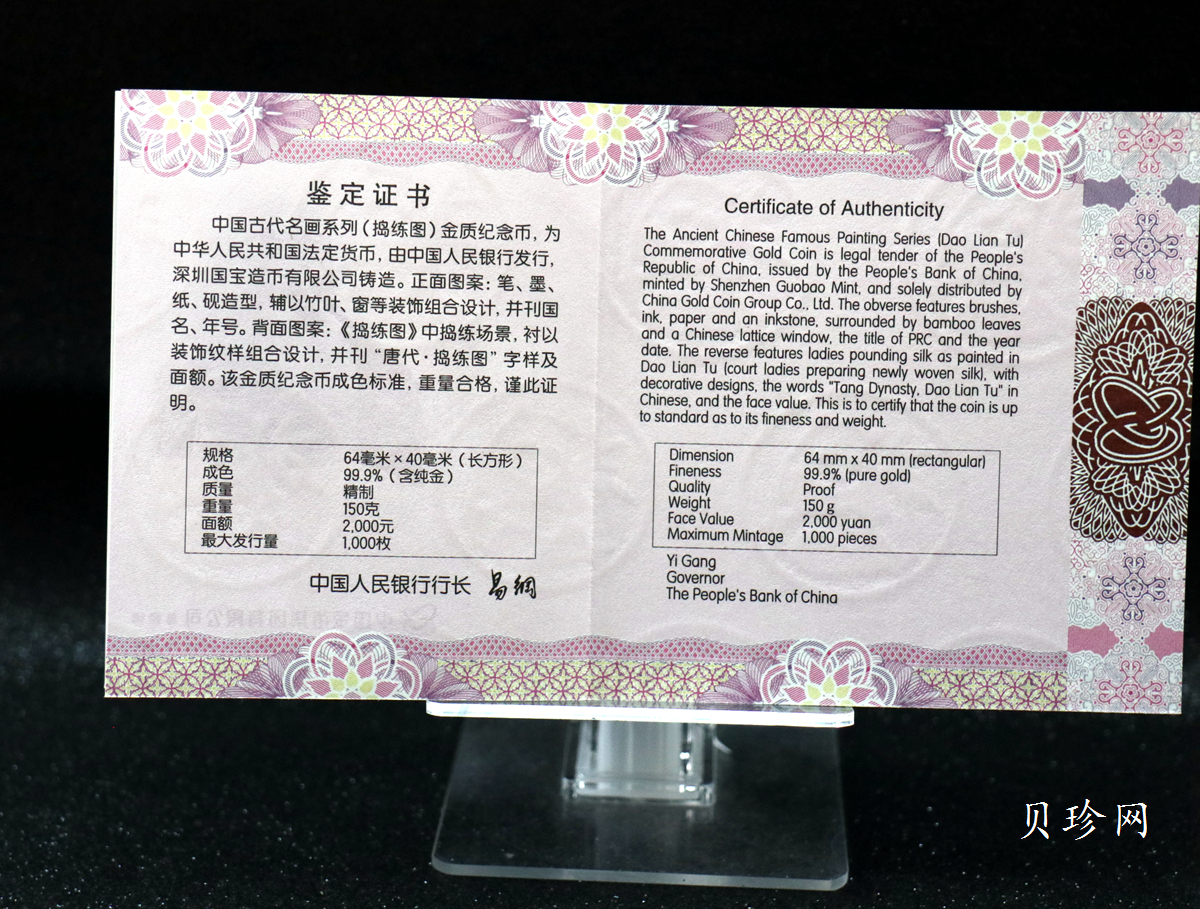 鉴定证书
中国古代名画系列（捣练图）金质纪念币，为
中华人民共和国法定货币，由中国人民银行发行，
深圳国宝造币有限公司铸造。正面图案：笔、墨、
纸、砚造型，辅以竹叶、窗等装饰组合设计，并刊国
名、年号。背面图案：《捣练图》中捣练场景，衬以
装饰纹样组合设计，并刊“唐代·捣练图”字样及
面额。该金质纪念币成色标准，重量合格，谨此证
明。
规格 64毫米×40毫米（长方形）
成色 99.9%（含纯金）
质量 精制
重量 150克
面额 2,000元
最大发行量 1,000枚
中国人民银行行长 易纲
Certificate of Authenticity
The Ancient Chinese Famous Painting Series (Dao Lian Tu)
Commemorative Gold Coin is legal tender of the People's
Republic of China, issued by the People's Bank of China,
minted by Shenzhen Guobao Mint, and solely distributed by
China Gold Coin Group Co., Ltd. The obverse features brushes,
ink, paper and an inkstone, surrounded by bamboo leaves
and a Chinese lattice window, the title of PRC and the year
date. The reverse features ladies pounding silk as painted in
Dao Lian Tu (court ladies preparing newly woven silk), with
decorative designs, the words "Tang Dynasty, Dao Lian Tu" in
Chinese, and the face value. This is to certify that the coin is up
to standard as to its fineness and weight.
Dimension 64 mm x 40 mm (rectangular)
Fineness 99.9% (pure gold)
Quality Proof
Weight 150 g
Face Value 2,000 yuan
Maximum Mintage 1,000 pieces
Yi Gang
Governor
The People's Bank of China
贝珍网